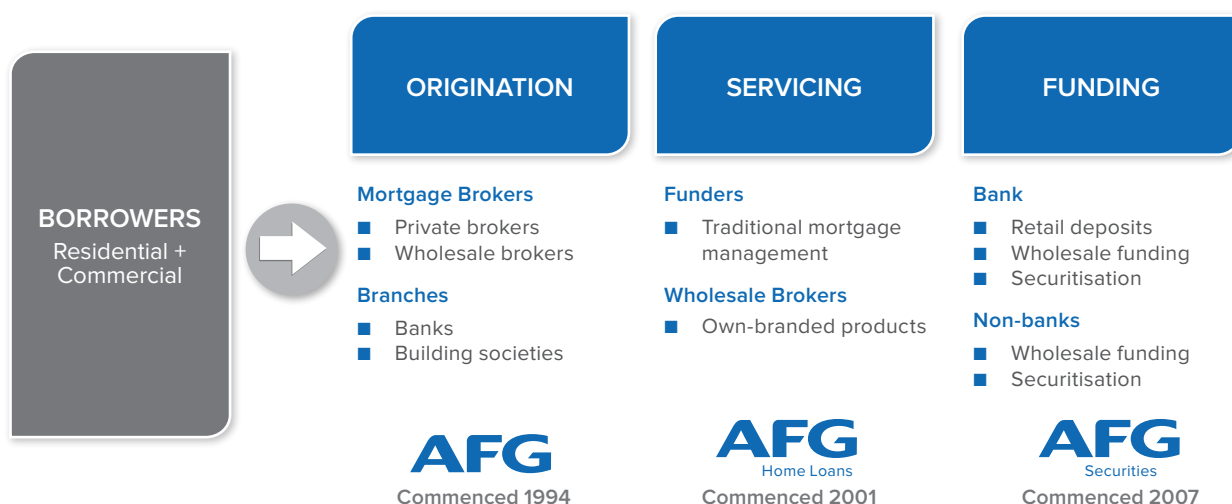 BORROWERS
Residential +
Commercial
ORIGINATION
Mortgage Brokers
■ Private brokers
■ Wholesale brokers
Branches
■ Banks
■ Building societies
AFG
Commenced 1994
SERVICING
Funders
■ Traditional mortgage
management
Wholesale Brokers
■ Own-branded products
AFG
Home Loans
Commenced 2001
FUNDING
Bank
■ Retail deposits
■ Wholesale funding
■ Securitisation
Non-banks
■ Wholesale funding
■ Securitisation
AFG
Securities
Commenced 2007